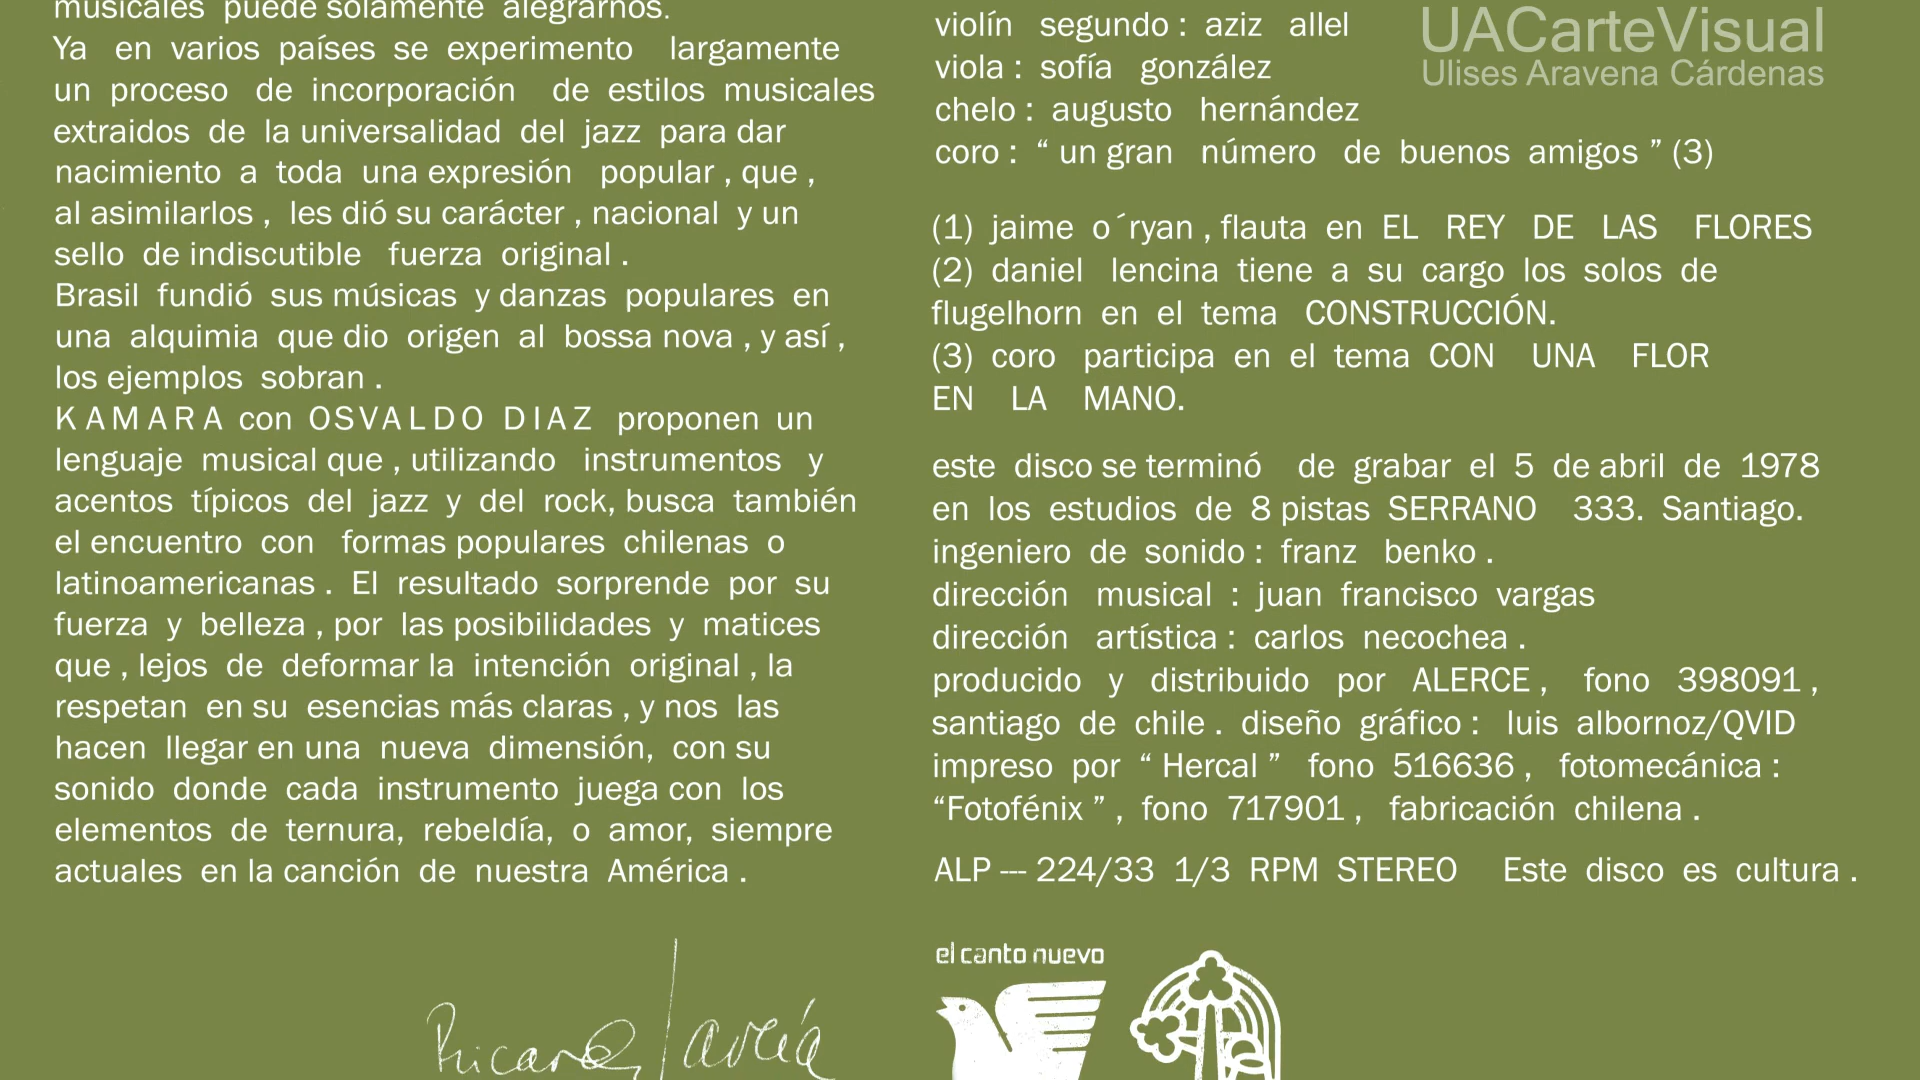 musicales puede solamente alegrarnos.
Ya en varios países se experimento largamente
un proceso de incorporación de estilos musicales
extraidos de la universalidad del jazz para dar
nacimiento a toda una expresión popular , que ,
al asimilarlos , les dió su carácter , nacional y un
sello de indiscutible fuerza original .
Brasil fundió sus músicas y danzas populares en
una alquimia que dio origen al bossa nova , y así ,
los ejemplos sobran .
K A M A R A con OSVALDO DIAZ proponen un
lenguaje musical que , utilizando instrumentos y
acentos típicos del jazz y del rock, busca también
el encuentro con formas populares chilenas o
latinoamericanas . El resultado sorprende por su
fuerza y belleza , por las posibilidades y matices
que , lejos de deformar la intención original , la
respetan en su esencias más claras , y nos las
hacen llegar en una nueva dimensión, con su
sonido donde cada instrumento juega con los
elementos de ternura, rebeldía, o amor, siempre
actuales en la canción de nuestra América .
Ricardo García
violín segundo : aziz allel
viola : sofía gonzález
chelo : augusto hernández
coro : “ un gran número de buenos amigos ” (3)
(1) jaime o´ryan , flauta en EL REY DE LAS FLORES
(2) daniel lencina tiene a su cargo los solos de
flugelhorn en el tema CONSTRUCCIÓN.
(3) coro participa en el tema CON UNA FLOR
EN LA MANO.
este disco se terminó de grabar el 5 de abril de 1978
en los estudios de 8 pistas SERRANO 333. Santiago.
ingeniero de sonido : franz benko .
dirección musical : juan francisco vargas
dirección artística : carlos necochea .
producido y distribuido por ALERCE , fono 398091 ,
santiago de chile . diseño gráfico : luis albornoz/QVID
impreso por “ Hercal ” fono 516636 , fotomecánica :
“Fotofénix ” , fono 717901 , fabricación chilena .
ALP --- 224/33 1/3 RPM STEREO Este disco es cultura .
el canto nuevo
UACarteVisual
Ulises Aravena Cárdenas